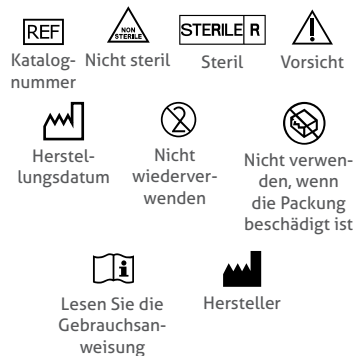 REF
NON
STERILE
STERILE R
Katalog-
nummer
Nicht steril
Steril
Vorsicht
2
Herstel-
lungsdatum
Nicht
wiederver-
wenden
Nicht verwen-
den, wenn
die Packung
beschädigt ist
i
Lesen Sie die
Gebrauchsan-
weisung
Hersteller